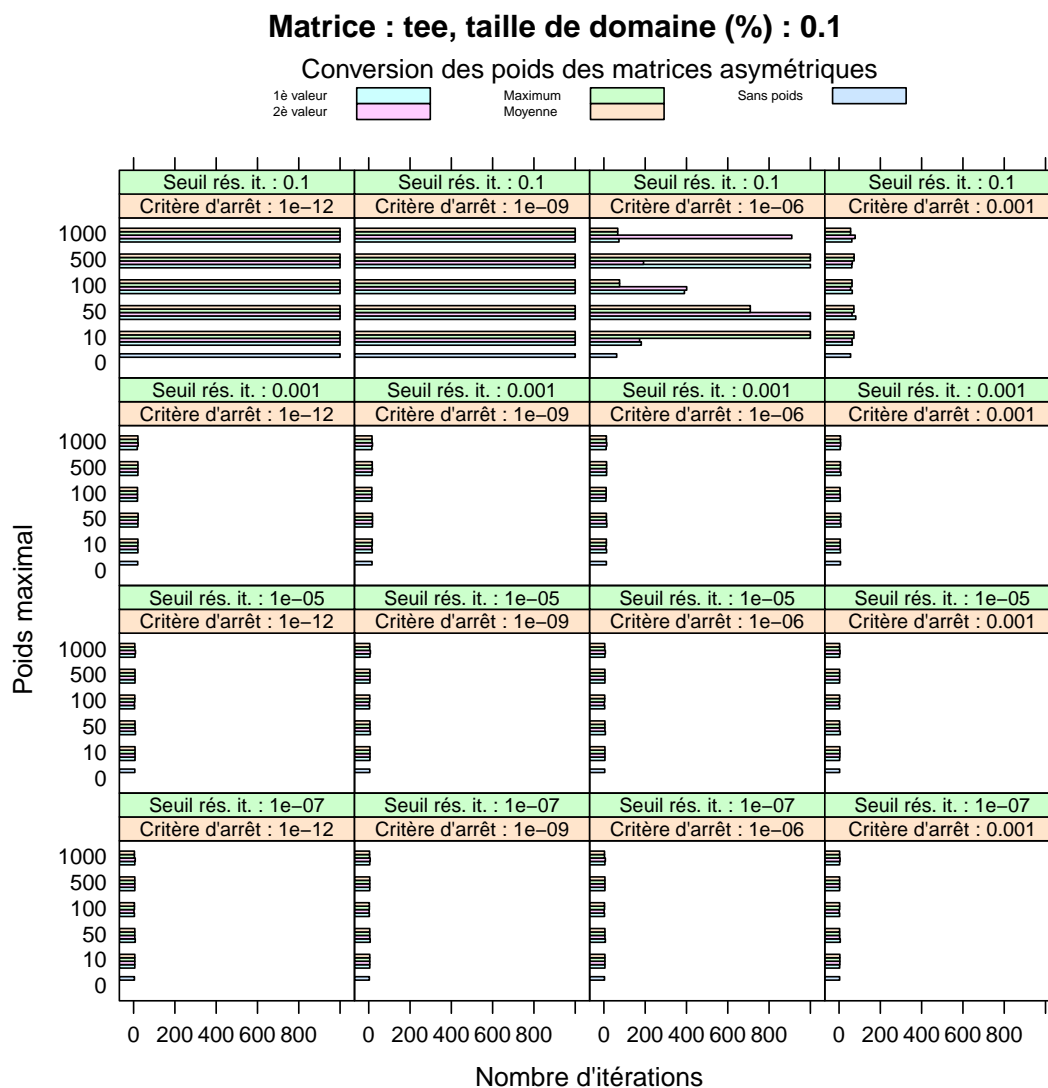 Matrice : tee, taille de domaine (%) : 0.1
Conversion des poids des matrices asymétriques
1è valeur Maximum Sans poids
2è valeur Moyenne
Seuil rés. it. : 0.1 Seuil rés. it. : 0.1 Seuil rés. it. : 0.1 Seuil rés. it. : 0.1
Critère d'arrêt : 1e−12 Critère d'arrêt : 1e−09 Critère d'arrêt : 1e−06 Critère d'arrêt : 0.001
1000
500
100
50
10
0
Seuil rés. it. : 0.001 Seuil rés. it. : 0.001 Seuil rés. it. : 0.001 Seuil rés. it. : 0.001
Critère d'arrêt : 1e−12 Critère d'arrêt : 1e−09 Critère d'arrêt : 1e−06 Critère d'arrêt : 0.001
1000
500
100
50
10
0
Poids maximal
Seuil rés. it. : 1e−05 Seuil rés. it. : 1e−05 Seuil rés. it. : 1e−05 Seuil rés. it. : 1e−05
Critère d'arrêt : 1e−12 Critère d'arrêt : 1e−09 Critère d'arrêt : 1e−06 Critère d'arrêt : 0.001
1000
500
100
50
10
0
Seuil rés. it. : 1e−07 Seuil rés. it. : 1e−07 Seuil rés. it. : 1e−07 Seuil rés. it. : 1e−07
Critère d'arrêt : 1e−12 Critère d'arrêt : 1e−09 Critère d'arrêt : 1e−06 Critère d'arrêt : 0.001
1000
500
100
50
10
0
0 200 400 600 800 0 200 400 600 800 0 200 400 600 800 0 200 400 600 800
Nombre d'itérations